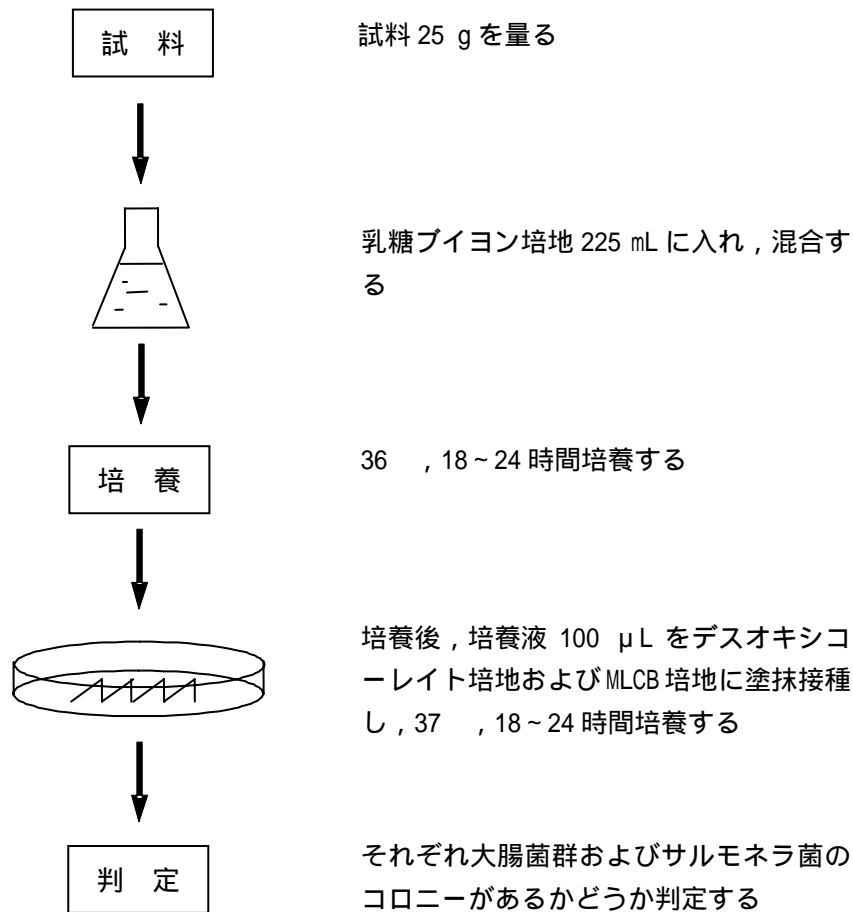 試 料
試料 25 g を量る
乳糖ブイヨン培地 225 mL に入れ，混合す
る
培 養
36 ，18～24 時間培養する
培養後，培養液 100 μL をデスオキシコ
ーレイト培地および MLCB 培地に塗抹接種
し，37 ，18～24 時間培養する
判 定
それぞれ大腸菌群およびサルモネラ菌の
コロニーがあるかどうか判定する